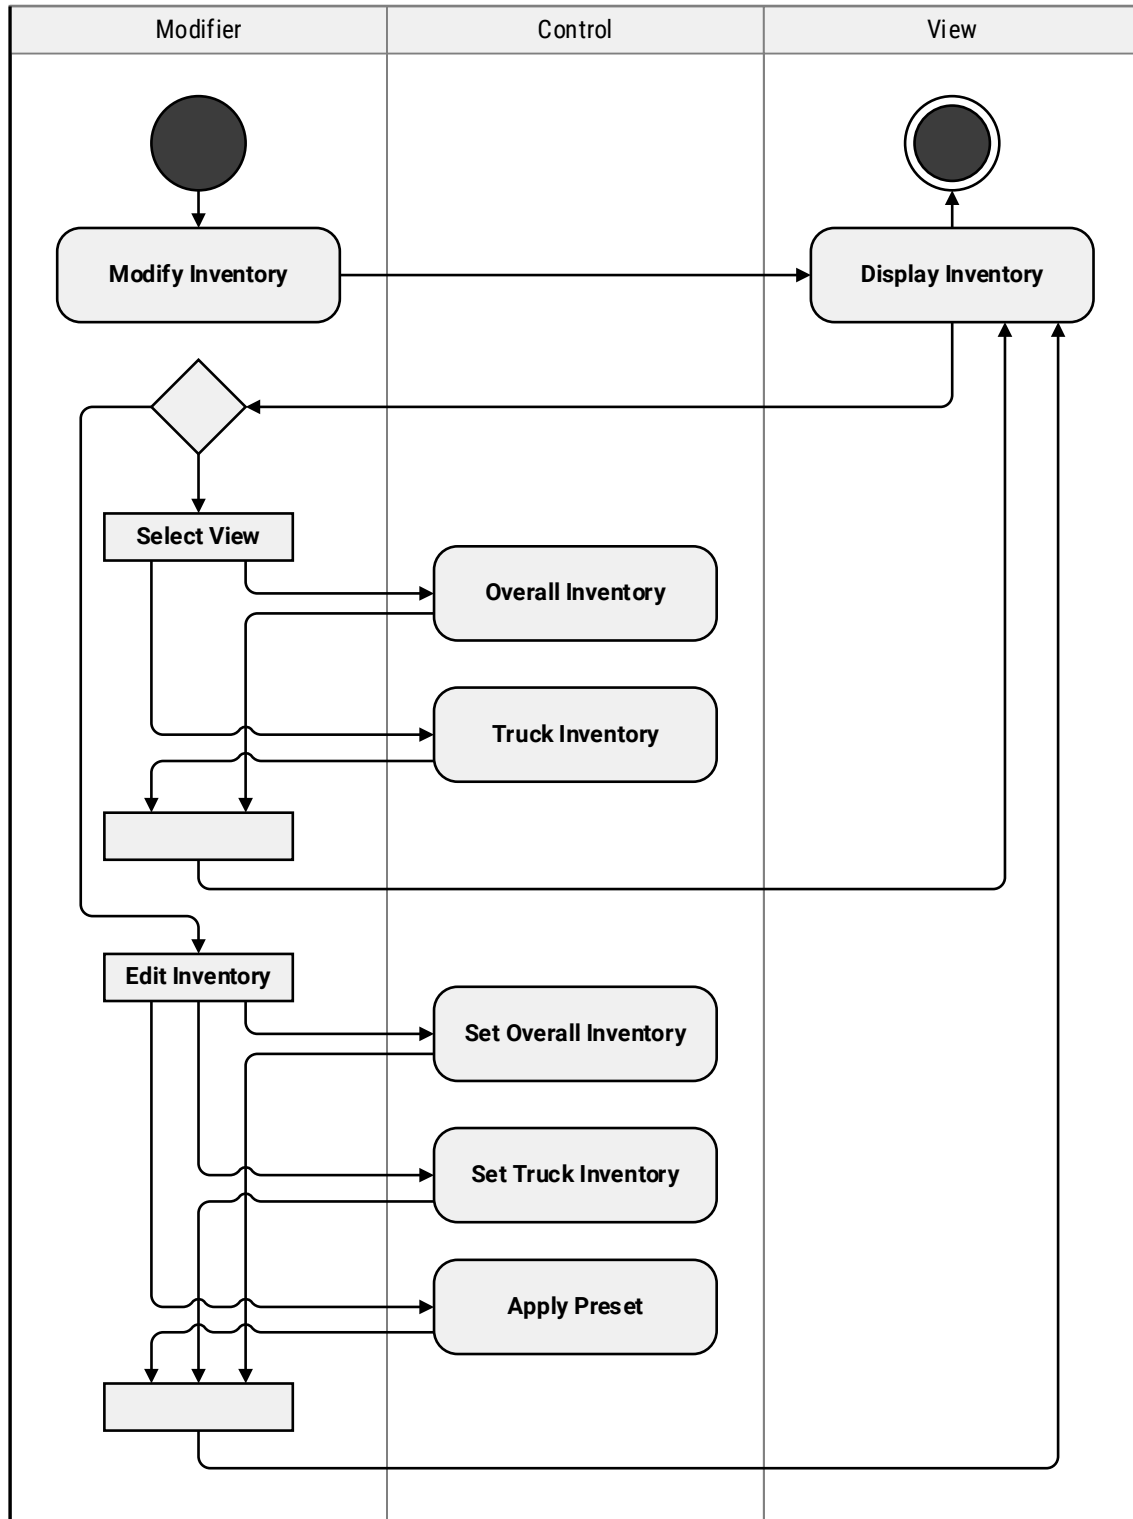 Modifier
Control
View
Modify Inventory
Display Inventory
Select View
Overall Inventory
Truck Inventory
Edit Inventory
Set Overall Inventory
Set Truck Inventory
Apply Preset